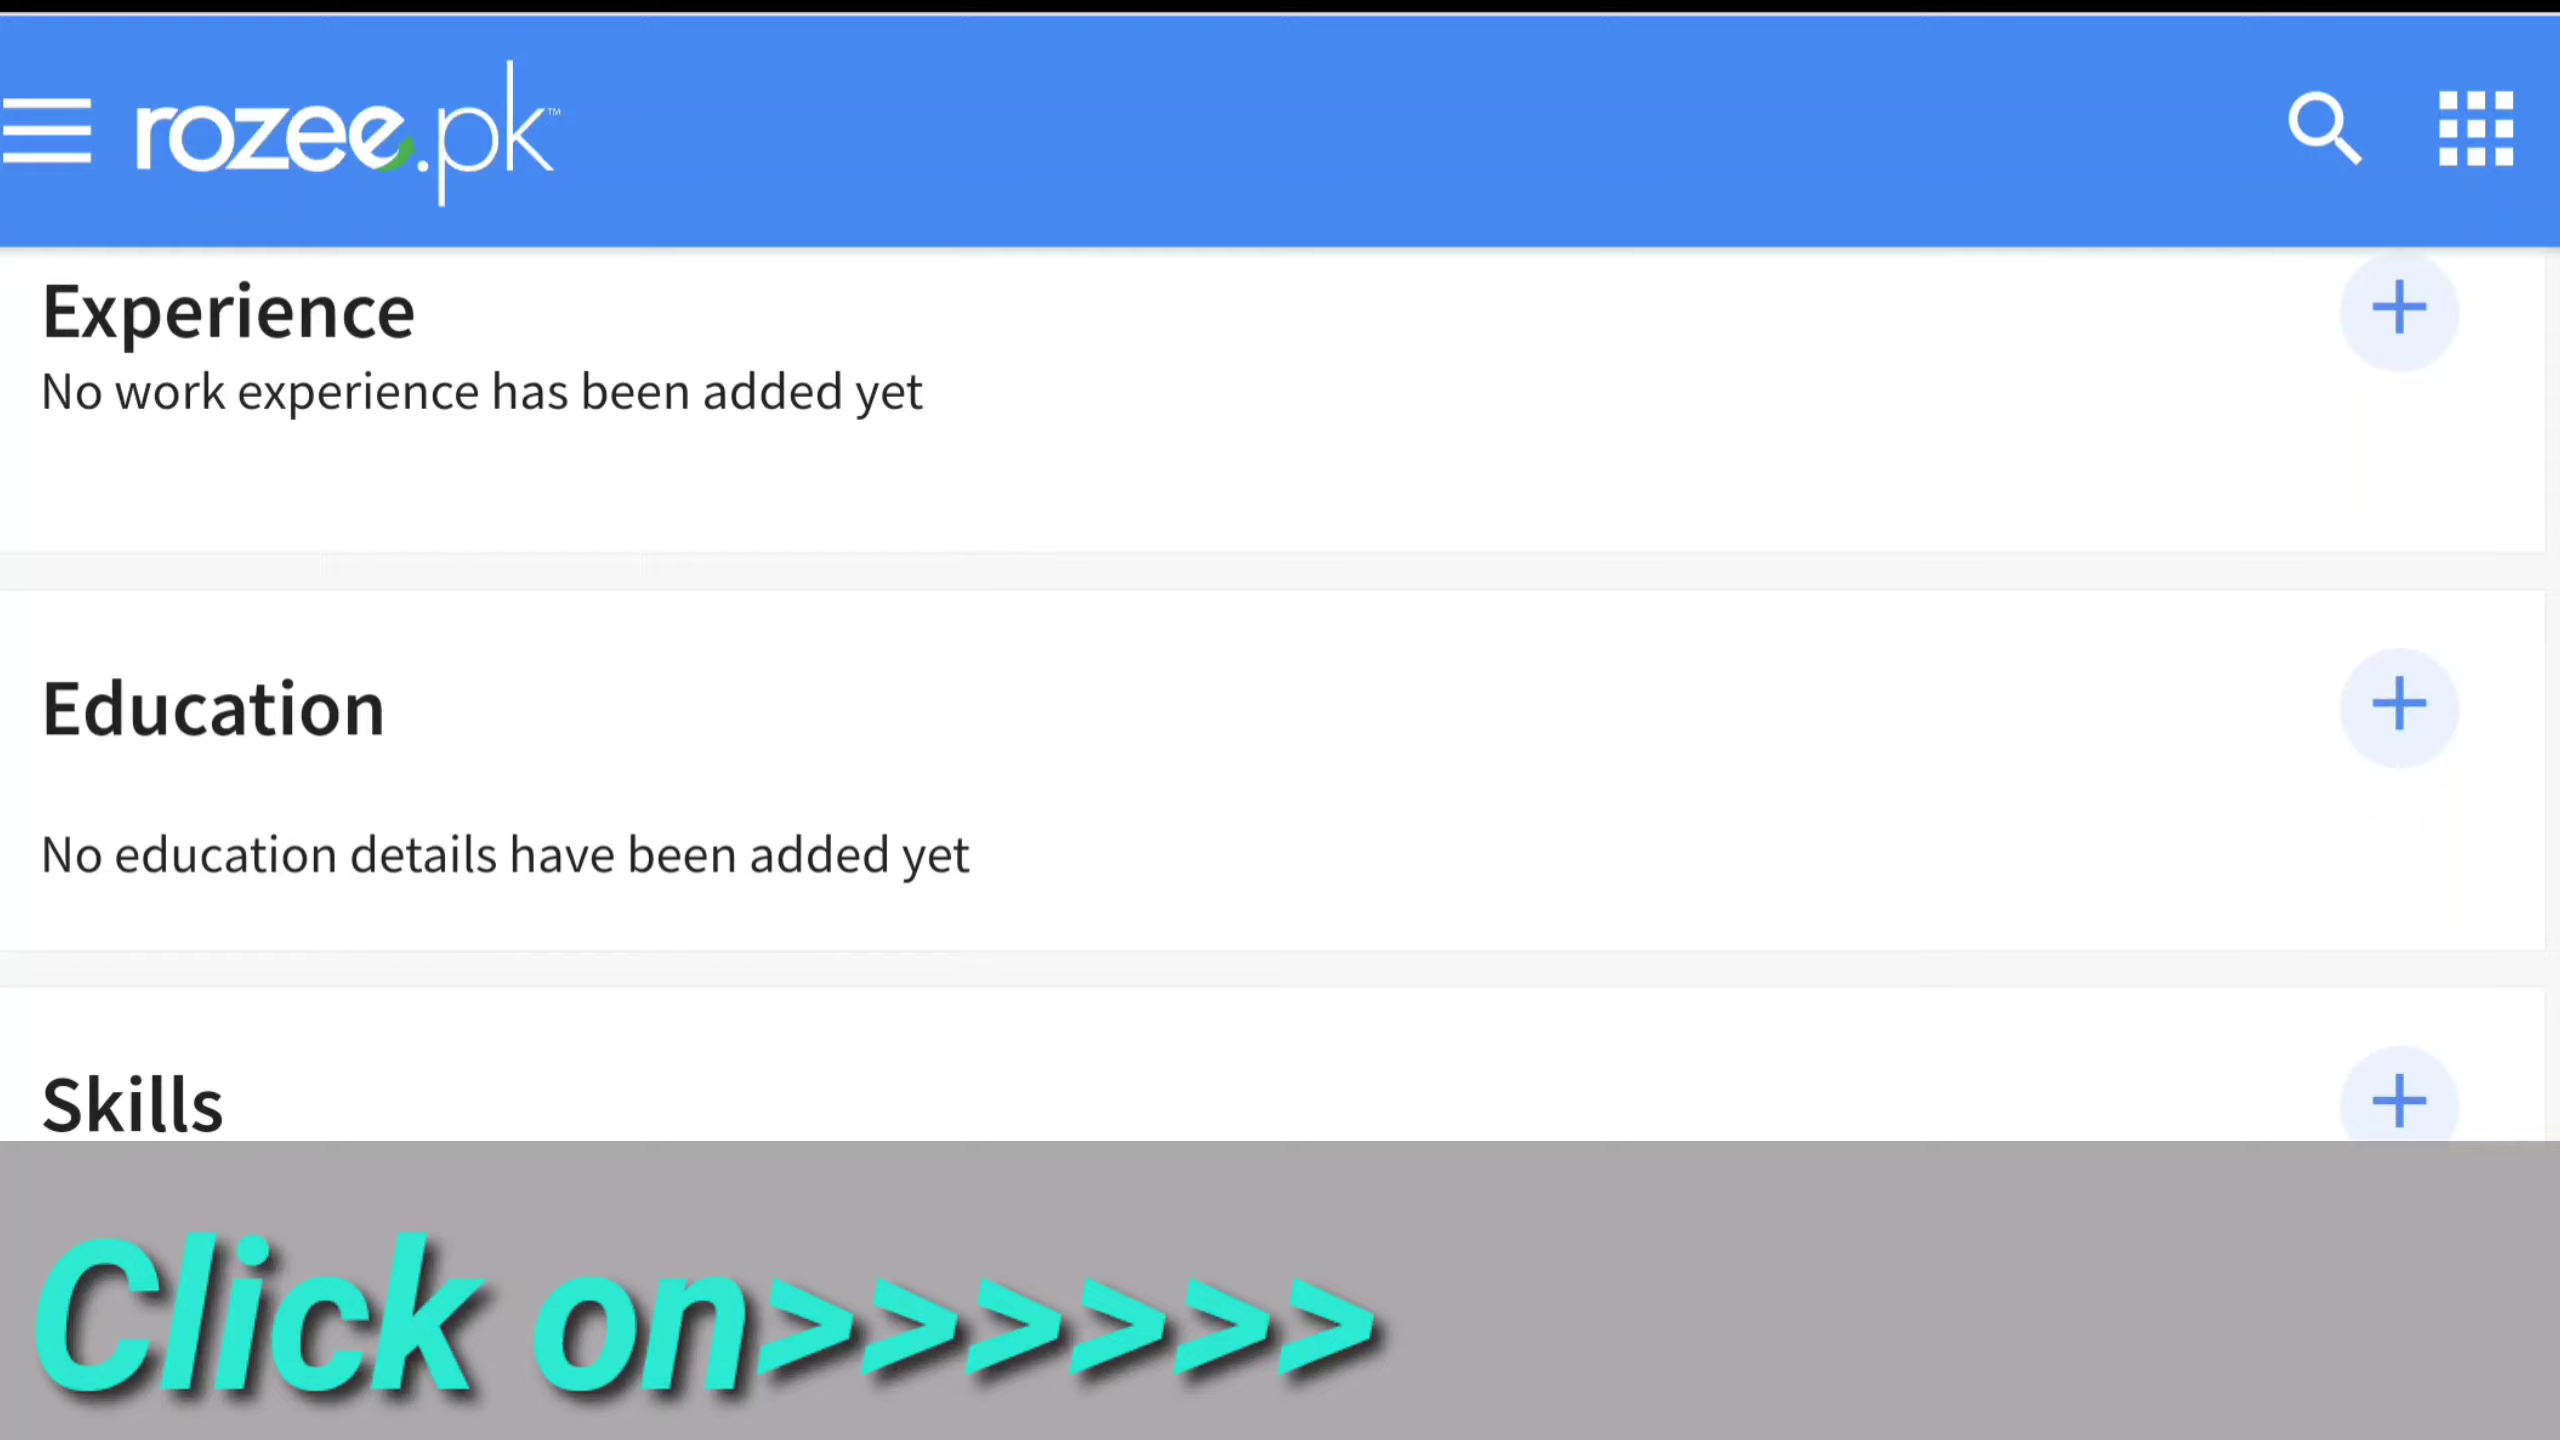 rozee.pk™
Experience
No work experience has been added yet
Education
No education details have been added yet
Skills
Click on>>>>>>